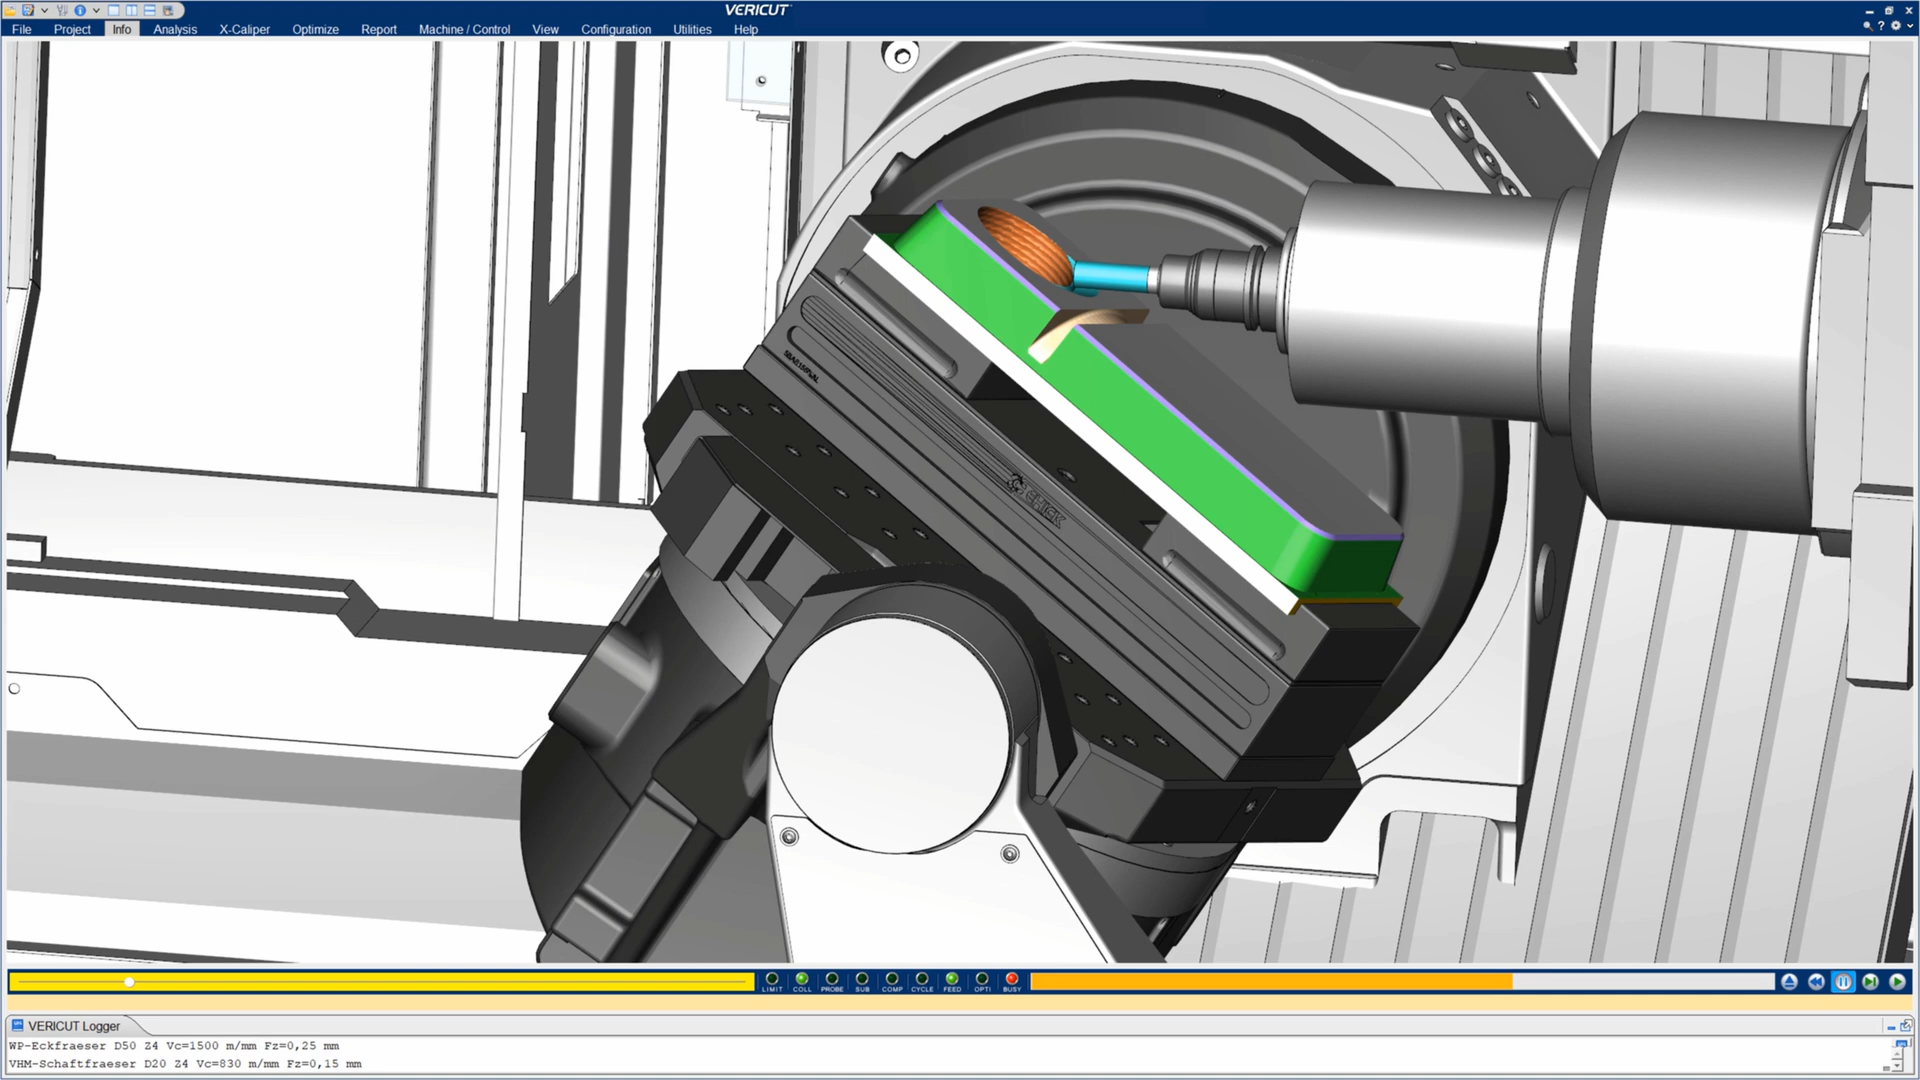 VERICUT
File Project Info Analysis X-Caliper Optimize Report Machine / Control View Configuration Utilities Help
CHICK
LIMIT COLL PROBE SUB COMP CYCLE FEED OPTI BUSY
VERICUT Logger
WP-Eckfraeser D50 Z4 Vc=1500 m/mm Fz=0,25 mm
VHM-Schaftfraeser D20 Z4 Vc=830 m/mm Fz=0,15 mm